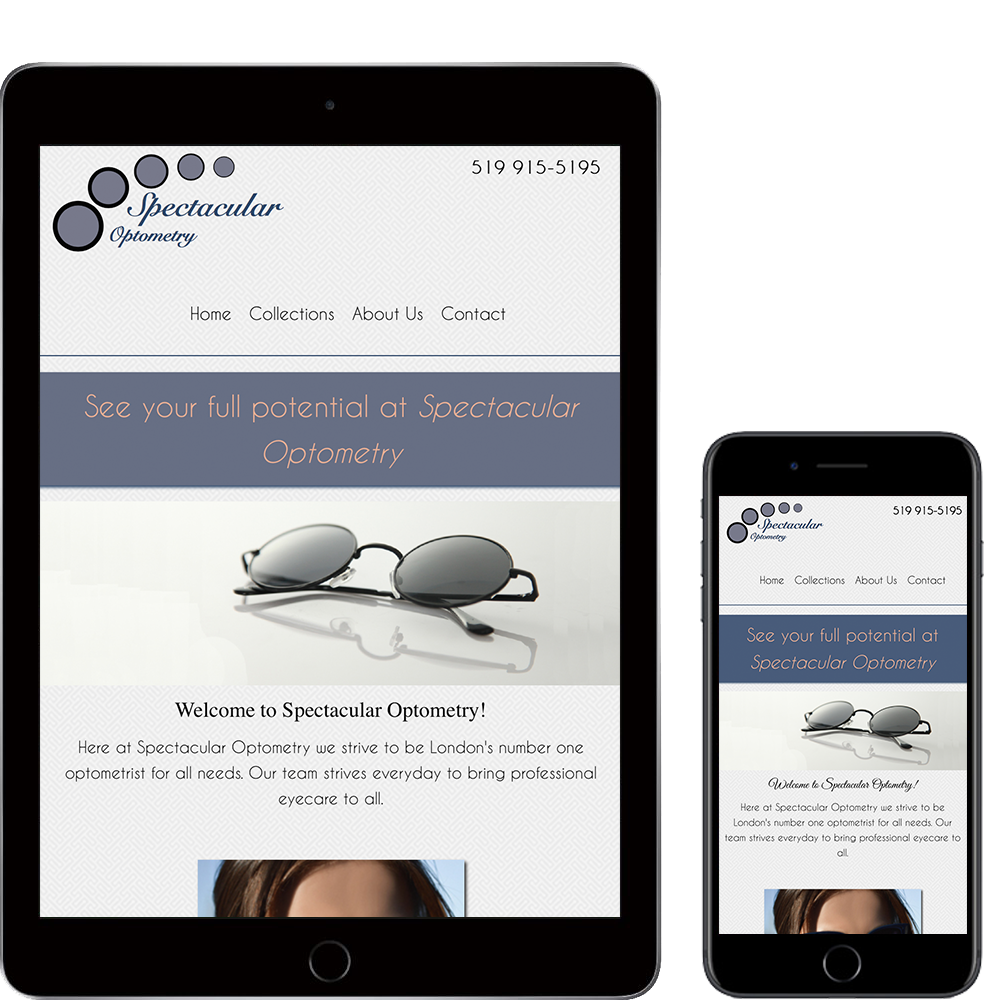 519 915-5195
Spectacular
Optometry
Home Collections About Us Contact
See your full potential at Spectacular
Optometry
Welcome to Spectacular Optometry!
Here at Spectacular Optometry we strive to be London's number one
optometrist for all needs. Our team strives everyday to bring professional
eyecare to all.
519 915-5195
Spectacular
Optometry
Home Collections About Us Contact
See your full potential at
Spectacular Optometry
Welcome to Spectacular Optometry!
Here at Spectacular Optometry we strive to be
London's number one optometrist for all needs. Our
team strives everyday to bring professional eyecare to
all.